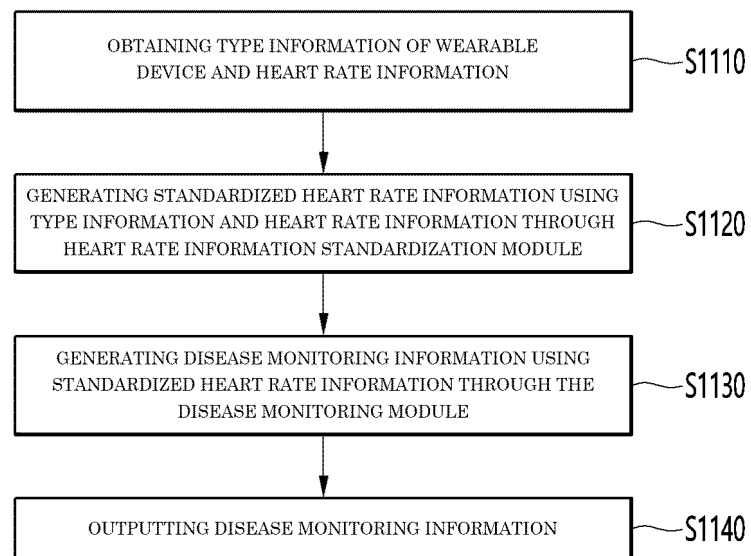 OBTAINING TYPE INFORMATION OF WEARABLE
DEVICE AND HEART RATE INFORMATION
S1110
GENERATING STANDARDIZED HEART RATE INFORMATION USING
TYPE INFORMATION AND HEART RATE INFORMATION THROUGH
HEART RATE INFORMATION STANDARDIZATION MODULE
S1120
GENERATING DISEASE MONITORING INFORMATION USING
STANDARDIZED HEART RATE INFORMATION THROUGH THE
DISEASE MONITORING MODULE
S1130
OUTPUTTING DISEASE MONITORING INFORMATION
S1140